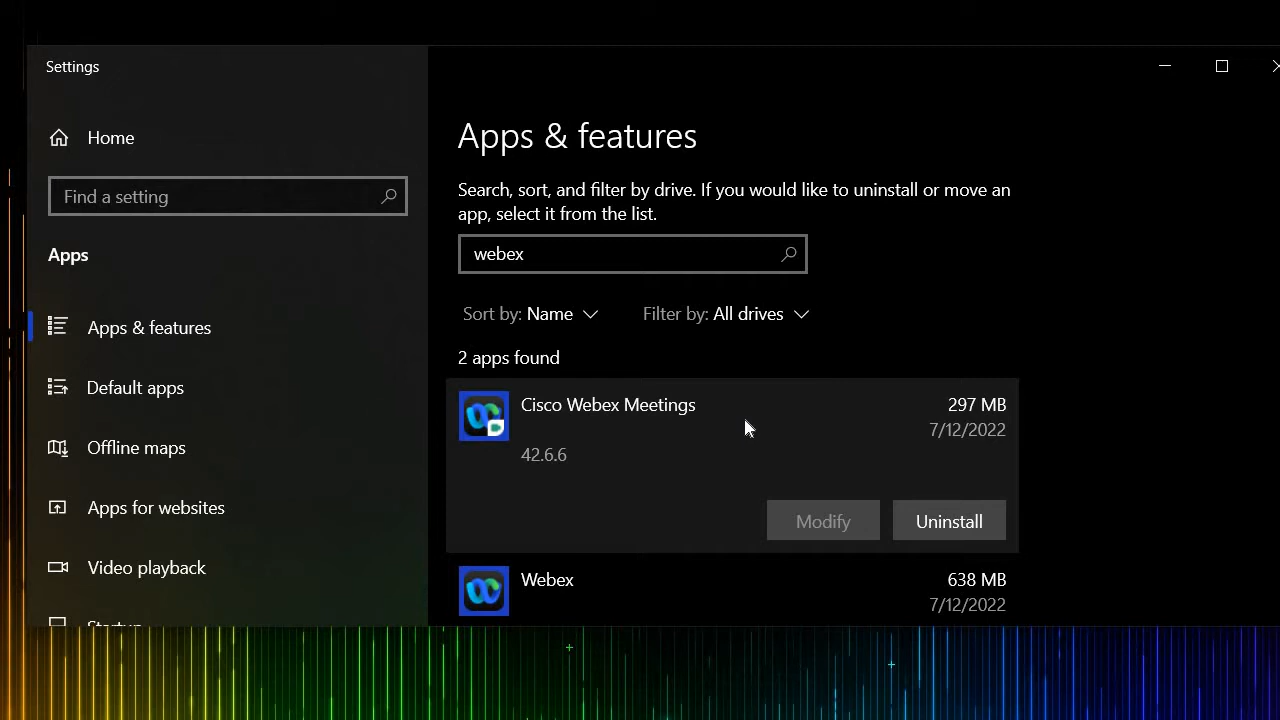 Settings
Home
Find a setting
Apps
Apps & features
Default apps
Offline maps
Apps for websites
Video playback
Apps & features
Search, sort, and filter by drive. If you would like to uninstall or move an
app, select it from the list.
webex
Sort by: Name
Filter by: All drives
2 apps found
Cisco Webex Meetings
297 MB
7/12/2022
42.6.6
Modify
Uninstall
Webex
638 MB
7/12/2022